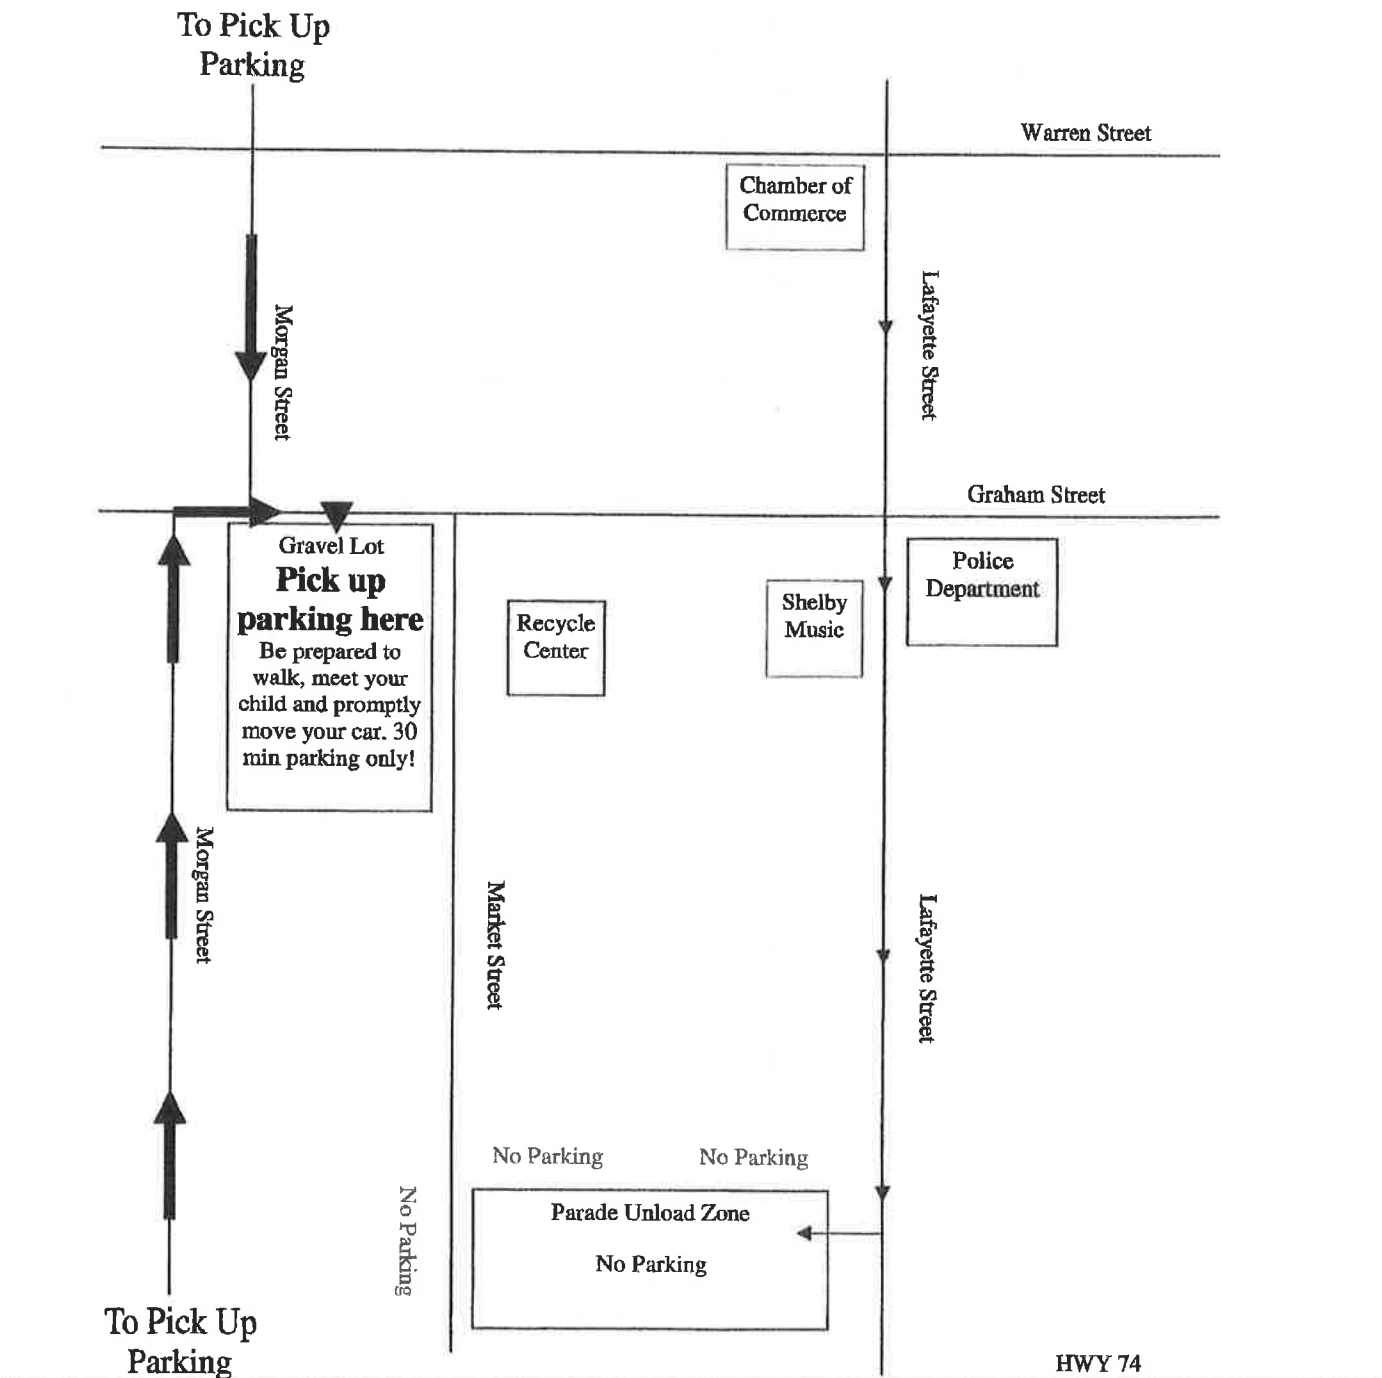 To Pick Up
Parking
Warren Street
Chamber of
Commerce
Lafayette Street
Morgan Street
Graham Street
Gravel Lot
Pick up
parking here
Be prepared to
walk, meet your
child and promptly
move your car. 30
min parking only!
Recycle
Center
Shelby
Music
Police
Department
Morgan Street
Market Street
Lafayette Street
No Parking
No Parking
No Parking
Parade Unload Zone
No Parking
To Pick Up
Parking
HWY 74